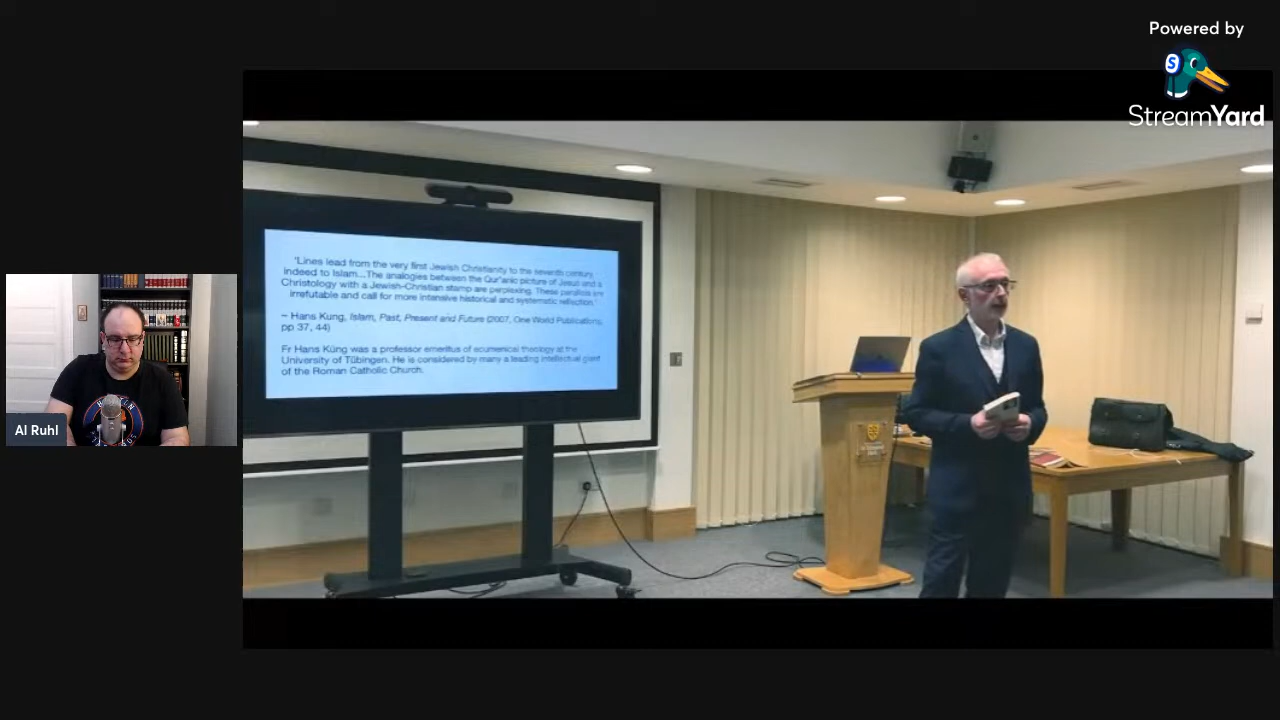 Powered by
StreamYard
'Lines lead from the very first Jewish Christianity to the seventh century,
indeed to Islam...The analogies between the Qur'anic picture of Jesus and a
Christology with a Jewish-Christian stamp are perplexing. These parallels are
irrefutable and call for more intensive historical and systematic reflection.'
~ Hans Kung, Islam, Past, Present and Future (2007, One World Publications,
pp 37, 44)
Fr Hans Küng was a professor emeritus of ecumenical theology at the
University of Tübingen. He is considered by many a leading intellectual giant
of the Roman Catholic Church.
Al Ruhl